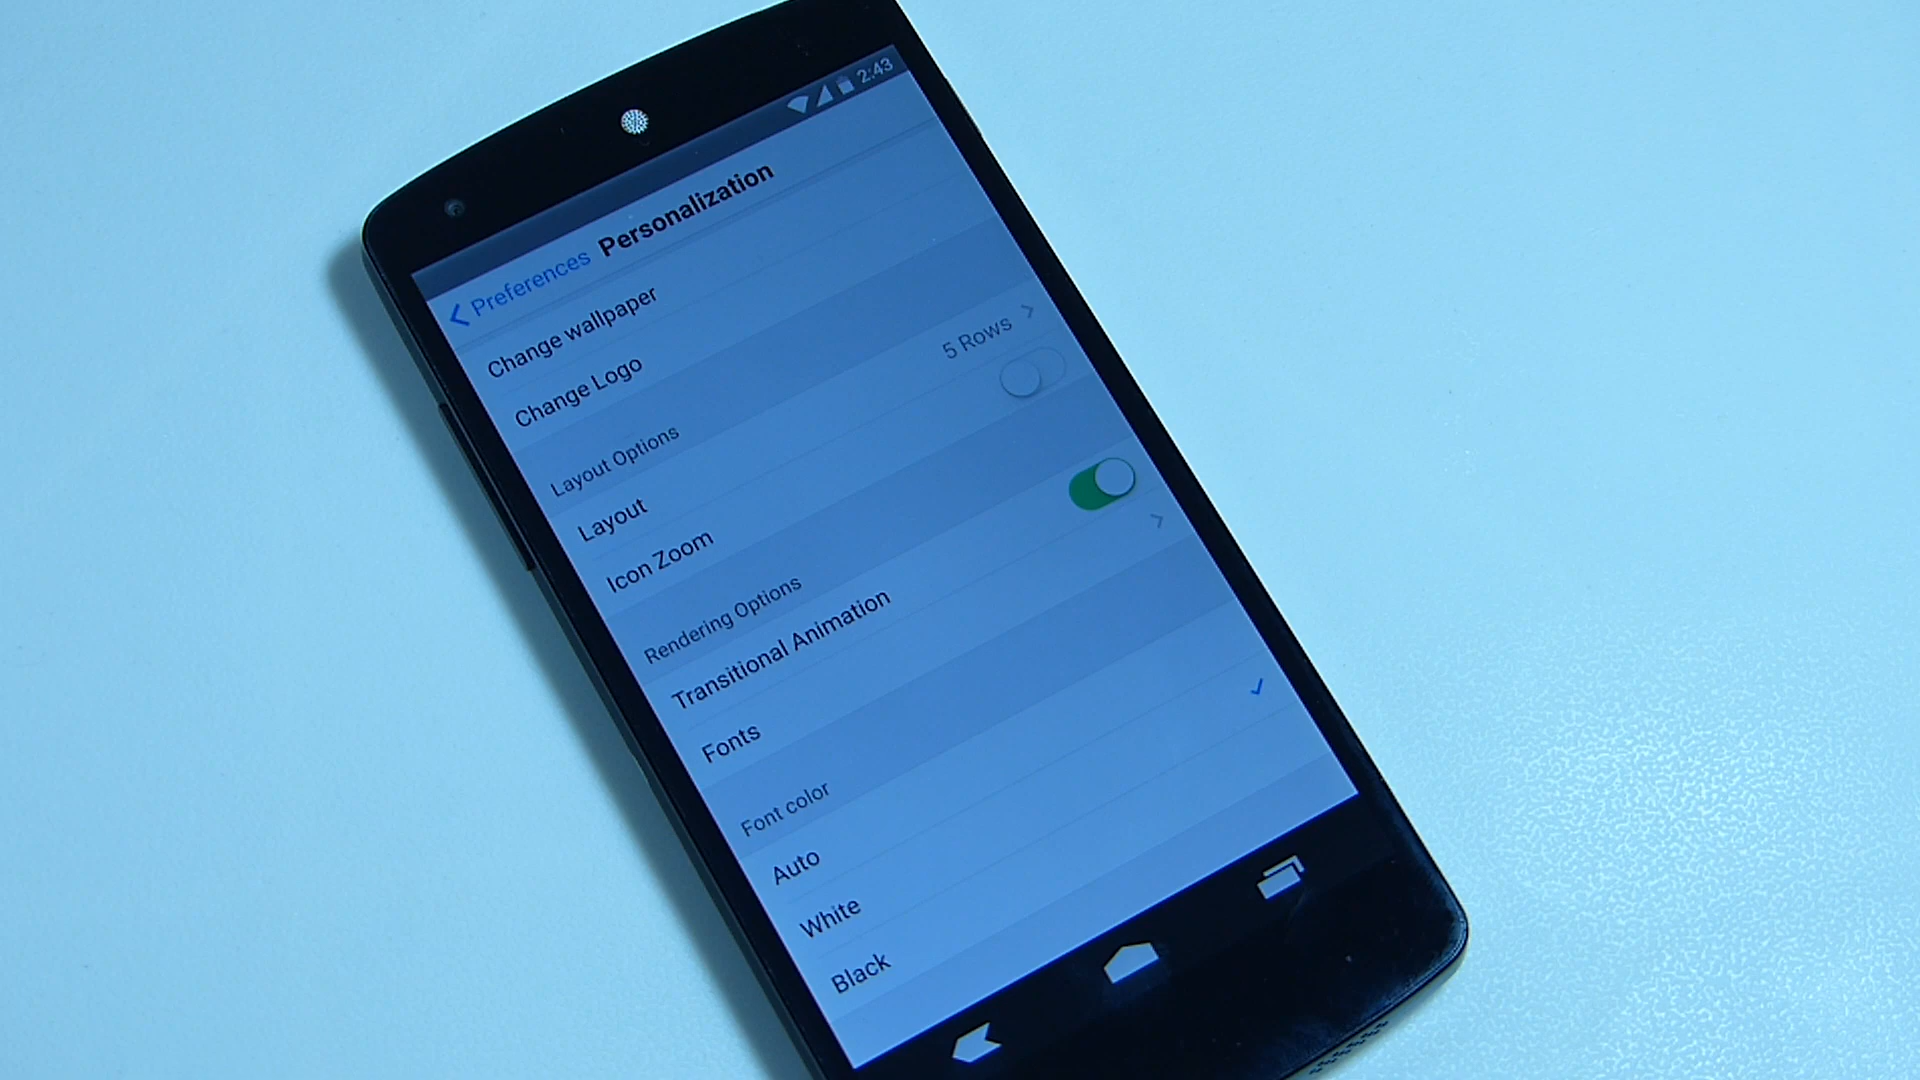 2:43
Preferences Personalization
Change wallpaper
Change Logo
Layout Options
Layout 5 Rows
Icon Zoom
Rendering Options
Transitional Animation
Fonts
Font color
Auto
White
Black